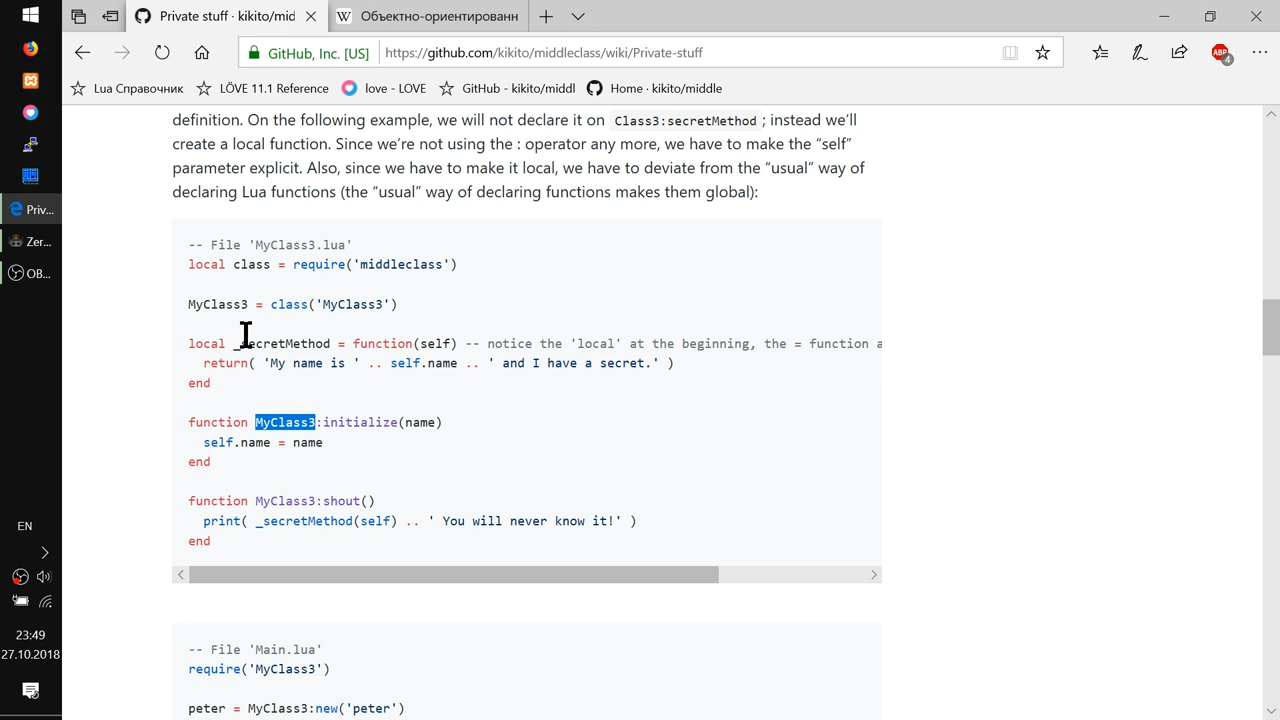 Private stuff · kikito/mid
Объектно-ориентированн
GitHub, Inc. [US]
https://github.com/kikito/middleclass/wiki/Private-stuff
ABP
4
Lua Справочник
LÖVE 11.1 Reference
love - LOVE
GitHub - kikito/middl
Home · kikito/middle
definition. On the following example, we will not declare it on Class3:secretMethod ; instead we’ll
create a local function. Since we’re not using the : operator any more, we have to make the “self”
parameter explicit. Also, since we have to make it local, we have to deviate from the “usual” way of
declaring Lua functions (the “usual” way of declaring functions makes them global):
-- File 'MyClass3.lua'
local class = require('middleclass')
MyClass3 = class('MyClass3')
local _secretMethod = function(self) -- notice the 'local' at the beginning, the = function a
return( 'My name is ' .. self.name .. ' and I have a secret.' )
end
function MyClass3:initialize(name)
self.name = name
end
function MyClass3:shout()
print( _secretMethod(self) .. ' You will never know it!' )
end
-- File 'Main.lua'
require('MyClass3')
peter = MyClass3:new('peter')
Priv...
Zer...
OB...
EN
23:49
27.10.2018